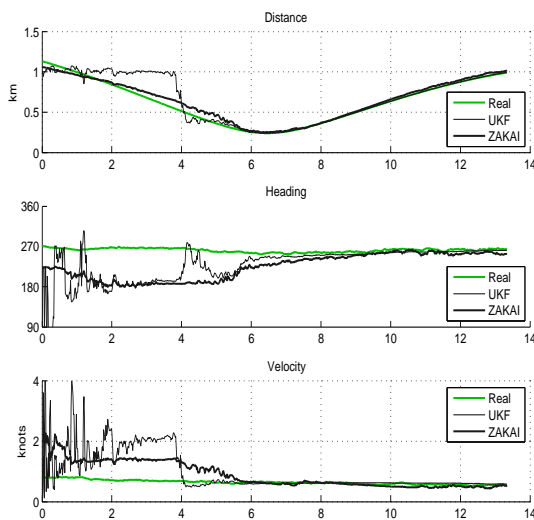 Distance
1.5
1
0.5
0
km
Real
UKF
ZAKAI
0 2 4 6 8 10 12 14
Heading
360
270
180
90
Real
UKF
ZAKAI
0 2 4 6 8 10 12 14
Velocity
4
2
0
knots
Real
UKF
ZAKAI
0 2 4 6 8 10 12 14